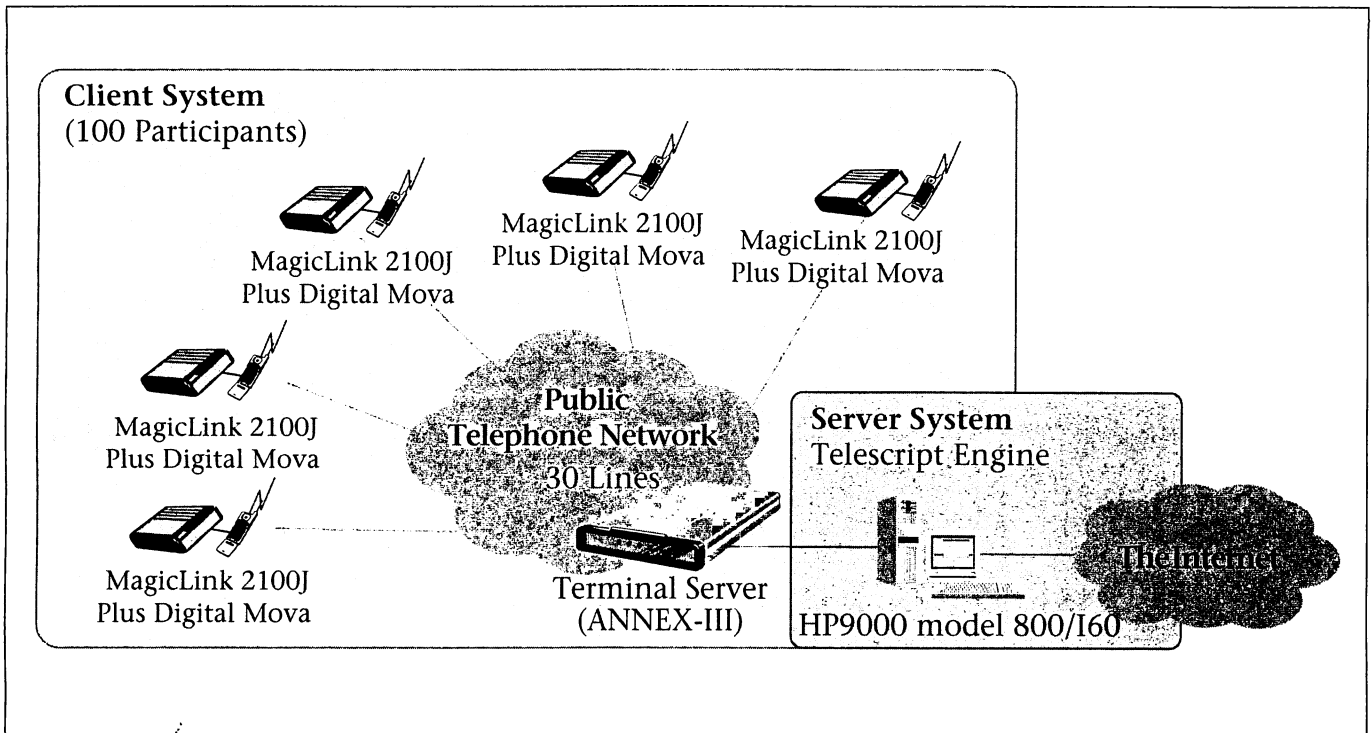 Client System
(100 Participants)
MagicLink 2100J
Plus Digital Mova
MagicLink 2100J
Plus Digital Mova
MagicLink 2100J
Plus Digital Mova
MagicLink 2100J
Plus Digital Mova
MagicLink 2100J
Plus Digital Mova
Public
Telephone Network
30 Lines
Terminal Server
(ANNEX-III)
Server System
Telescript Engine
HP9000 model 800/I60
The Internet